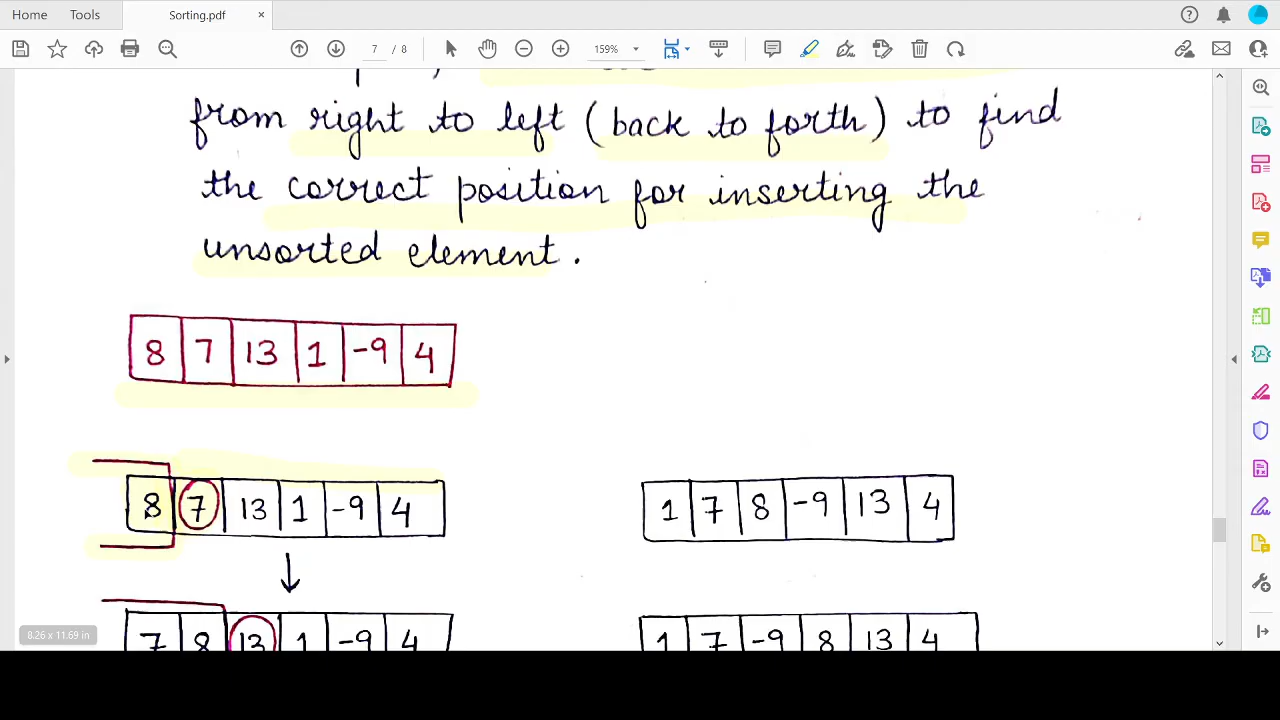 Home Tools Sorting.pdf ×
7 / 8 159%
from right to left (back to forth) to find
the correct position for inserting the
unsorted element.
8 7 13 1 -9 4
8 7 13 1 -9 4 1 7 8 -9 13 4
7 8 13 1 -9 4 1 7 -9 8 13 4
8.26 x 11.69 in